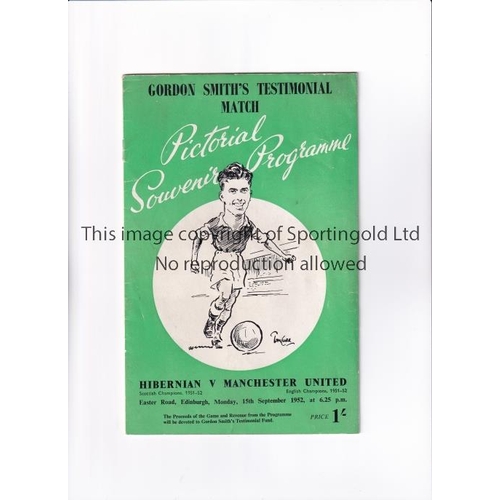 GORDON SMITH'S TESTIMONIAL
MATCH
Pictorial
Souvenir Programme
This image copyright of Sportingold Ltd
No reproduction allowed
HIBERNIAN V MANCHESTER UNITED
Scottish Champions, 1951-52 English Champions, 1951-52
Easter Road, Edinburgh, Monday, 15th September 1952, at 6.25 p.m.
The Proceeds of the Game and Revenue from the Programme
will be devoted to Gordon Smith's Testimonial Fund.
PRICE 1/-